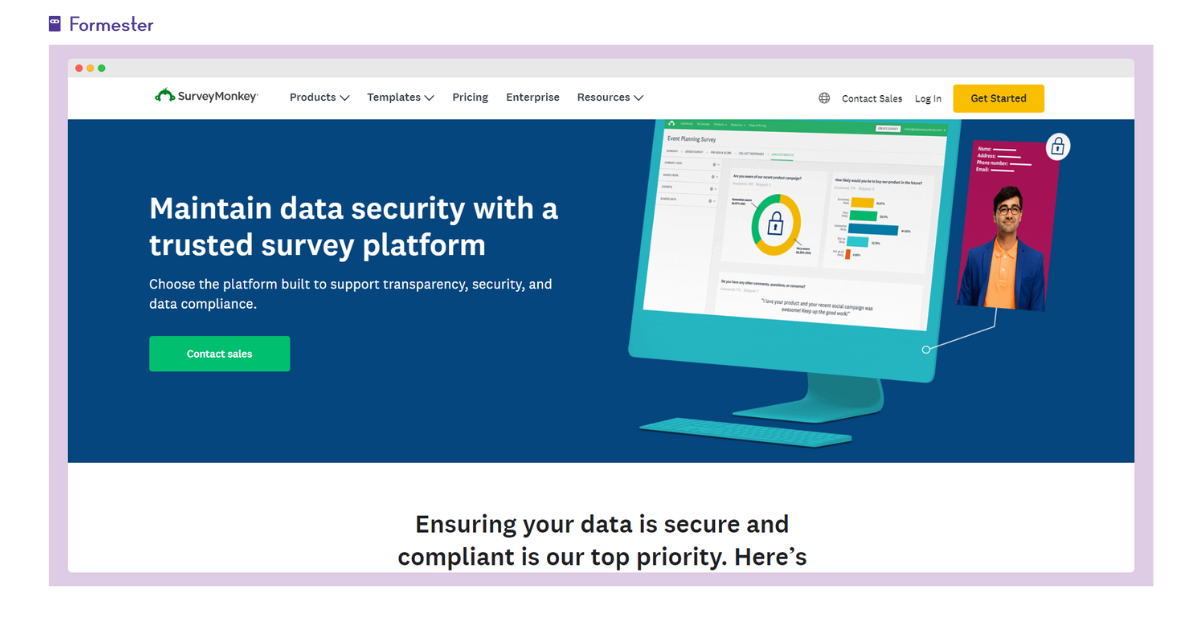 Formester
SurveyMonkey
Products
Templates
Pricing
Enterprise
Resources
Contact Sales
Log In
Get Started
Maintain data security with a
trusted survey platform
Choose the platform built to support transparency, security, and
data compliance.
Contact sales
Event Planning Survey
Are you aware of our recent product campaign?
How likely would you be to buy our product in the future?
Do you have any other comments, questions, or concerns?
"I love your product and your recent social campaign was
awesome! Keep up the good work!"
Name:
Address:
Phone number:
Email:
Ensuring your data is secure and
compliant is our top priority. Here’s